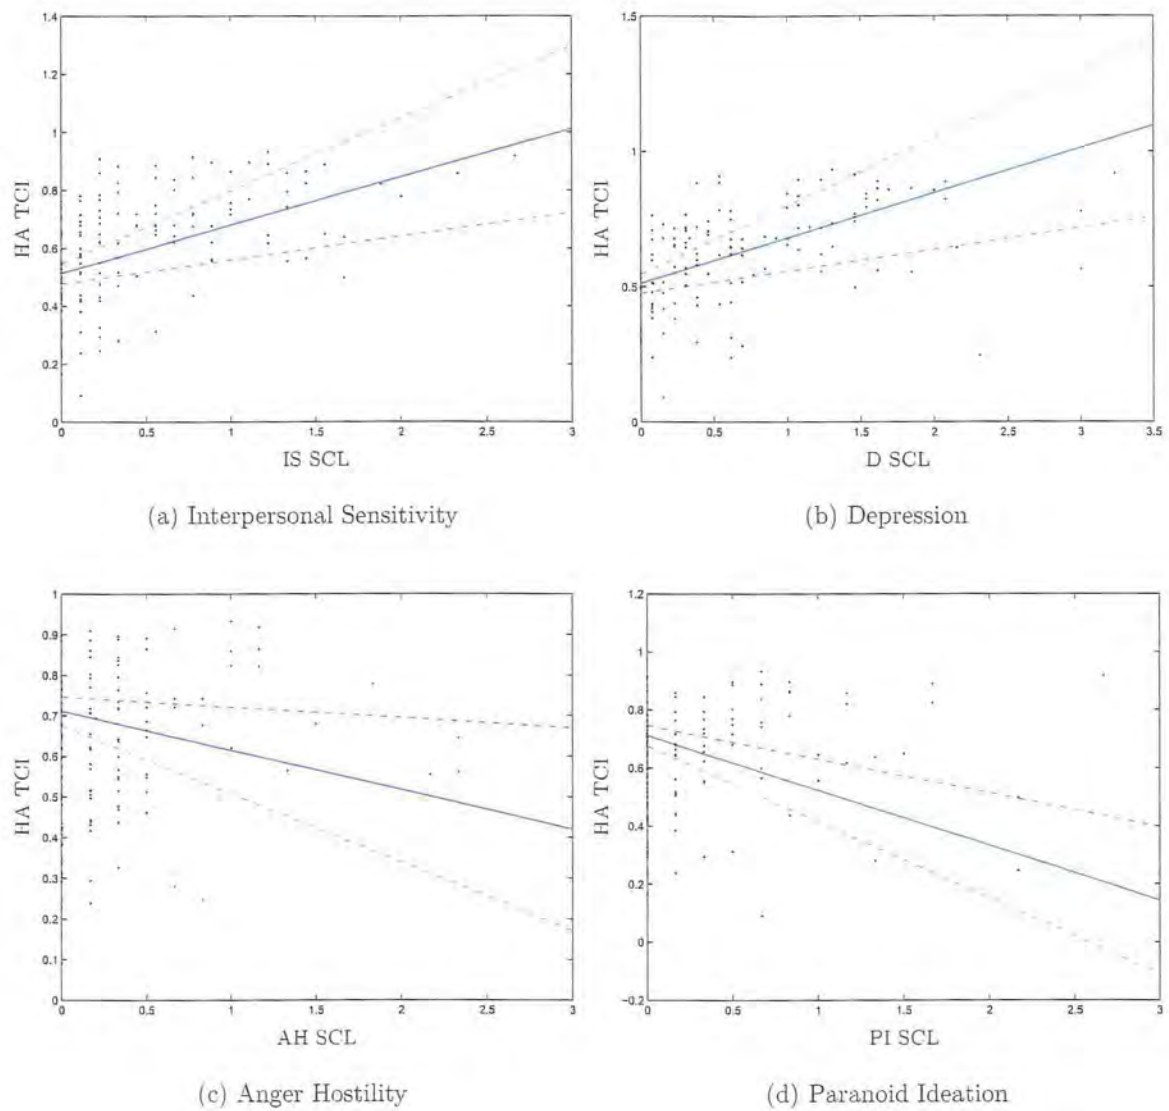 1.4
1.2
1
0.8
0.6
0.4
0.2
0
HA TCI
0 0.5 1 1.5 2 2.5 3
IS SCL
(a) Interpersonal Sensitivity
1.5
1
0.5
0
HA TCI
0 0.5 1 1.5 2 2.5 3 3.5
D SCL
(b) Depression
1
0.9
0.8
0.7
0.6
0.5
0.4
0.3
0.2
0.1
0
HA TCI
0 0.5 1 1.5 2 2.5 3
AH SCL
(c) Anger Hostility
1.2
1
0.8
0.6
0.4
0.2
0
-0.2
HA TCI
0 0.5 1 1.5 2 2.5 3
PI SCL
(d) Paranoid Ideation